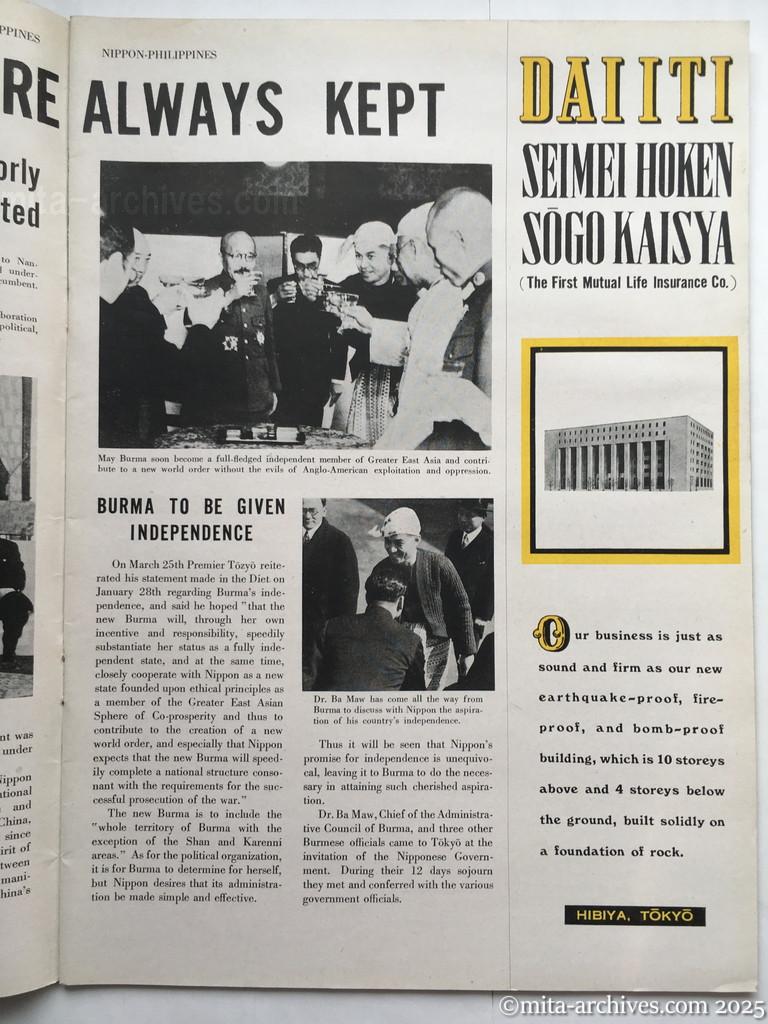 PPINES
RE
orly
ted
to Nan-
l under-
cumbent.
boration
political,
nt was
under
Nippon
ational
and
China,
since
irit of
tween
mani-
hina's
NIPPON-PHILIPPINES
ALWAYS KEPT
mita-archives.com
May Burma soon become a full-fledged independent member of Greater East Asia and contri-
bute to a new world order without the evils of Anglo-American exploitation and oppression.
BURMA TO BE GIVEN
INDEPENDENCE
On March 25th Premier Tōzyō reite-
rated his statement made in the Diet on
January 28th regarding Burma's inde-
pendence, and said he hoped "that the
new Burma will, through her own
incentive and responsibility, speedily
substantiate her status as a fully inde-
pendent state, and at the same time,
closely cooperate with Nippon as a new
state founded upon ethical principles as
a member of the Greater East Asian
Sphere of Co-prosperity and thus to
contribute to the creation of a new
world order, and especially that Nippon
expects that the new Burma will speed-
ily complete a national structure conso-
nant with the requirements for the suc-
cessful prosecution of the war."
The new Burma is to include the
"whole territory of Burma with the
exception of the Shan and Karenni
areas." As for the political organization,
it is for Burma to determine for herself,
but Nippon desires that its administra-
tion be made simple and effective.
Dr. Ba Maw has come all the way from
Burma to discuss with Nippon the aspira-
tion of his country's independence.
Thus it will be seen that Nippon's
promise for independence is unequivo-
cal, leaving it to Burma to do the neces-
sary in attaining such cherished aspira-
tion.
Dr. Ba Maw, Chief of the Administra-
tive Council of Burma, and three other
Burmese officials came to Tōkyō at the
invitation of the Nipponese Govern-
ment. During their 12 days sojourn
they met and conferred with the various
government officials.
DAI ITI
SEIMEI HOKEN
SŌGO KAISYA
(The First Mutual Life Insurance Co.)
Our business is just as
sound and firm as our new
earthquake-proof, fire-
proof, and bomb-proof
building, which is 10 storeys
above and 4 storeys below
the ground, built solidly on
a foundation of rock.
HIBIYA, TŌKYŌ
©mita-archives.com 2025